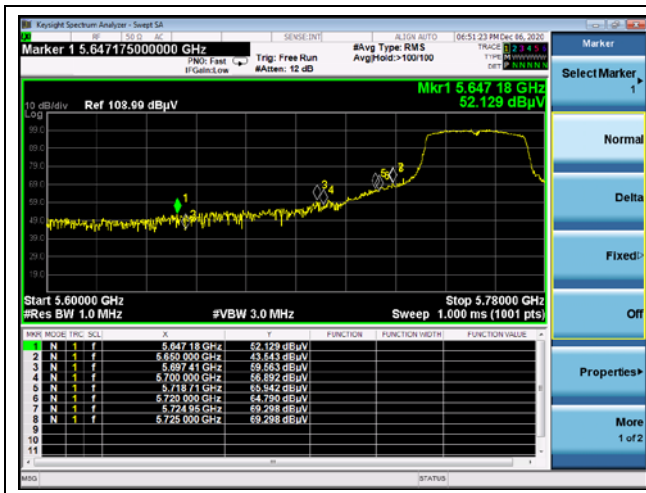 Keysight Spectrum Analyzer - Swept SA
RF 50 Ω AC SENSE:INT ALIGN AUTO 06:51:23 PM Dec 06, 2020
Marker 1 5.647175000000 GHz
PNO: Fast
IFGain:Low
Trig: Free Run
#Atten: 12 dB
#Avg Type: RMS
Avg|Hold:>100/100
TRACE 1 2 3 4 5 6
TYPE M WWWWW
DET P N N N N N
Mkr1 5.647 18 GHz
52.129 dBµV
10 dB/div Ref 108.99 dBµV
Log
99.0
89.0
79.0
69.0
59.0
49.0
39.0
29.0
19.0
1
2
3
4
5
6
Start 5.60000 GHz Stop 5.78000 GHz
#Res BW 1.0 MHz #VBW 3.0 MHz Sweep 1.000 ms (1001 pts)
MKR MODE TRC SCL X Y FUNCTION FUNCTION WIDTH FUNCTION VALUE
1 N 1 f 5.647 18 GHz 52.129 dBµV
2 N 1 f 5.650 000 GHz 43.543 dBµV
3 N 1 f 5.697 41 GHz 59.563 dBµV
4 N 1 f 5.700 000 GHz 56.892 dBµV
5 N 1 f 5.718 71 GHz 65.942 dBµV
6 N 1 f 5.720 000 GHz 64.790 dBµV
7 N 1 f 5.724 95 GHz 69.298 dBµV
8 N 1 f 5.725 000 GHz 69.298 dBµV
9
10
11
MSG STATUS
Marker
Select Marker
1
Normal
Delta
Fixed
Off
Properties
More
1 of 2